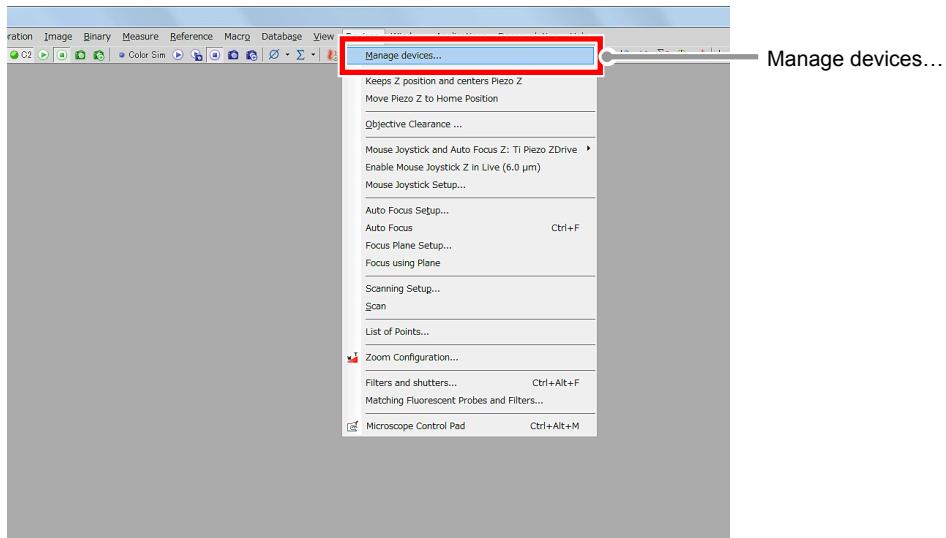 Image Binary Measure Reference Macro Database View
C2 Color Sim Σ
Manage devices...
Manage devices…
Keeps Z position and centers Piezo Z
Move Piezo Z to Home Position
Objective Clearance ...
Mouse Joystick and Auto Focus Z: Ti Piezo ZDrive
Enable Mouse Joystick Z in Live (6.0 µm)
Mouse Joystick Setup...
Auto Focus Setup...
Auto Focus Ctrl+F
Focus Plane Setup...
Focus using Plane
Scanning Setup...
Scan
List of Points...
Zoom Configuration...
Filters and shutters... Ctrl+Alt+F
Matching Fluorescent Probes and Filters...
Microscope Control Pad Ctrl+Alt+M